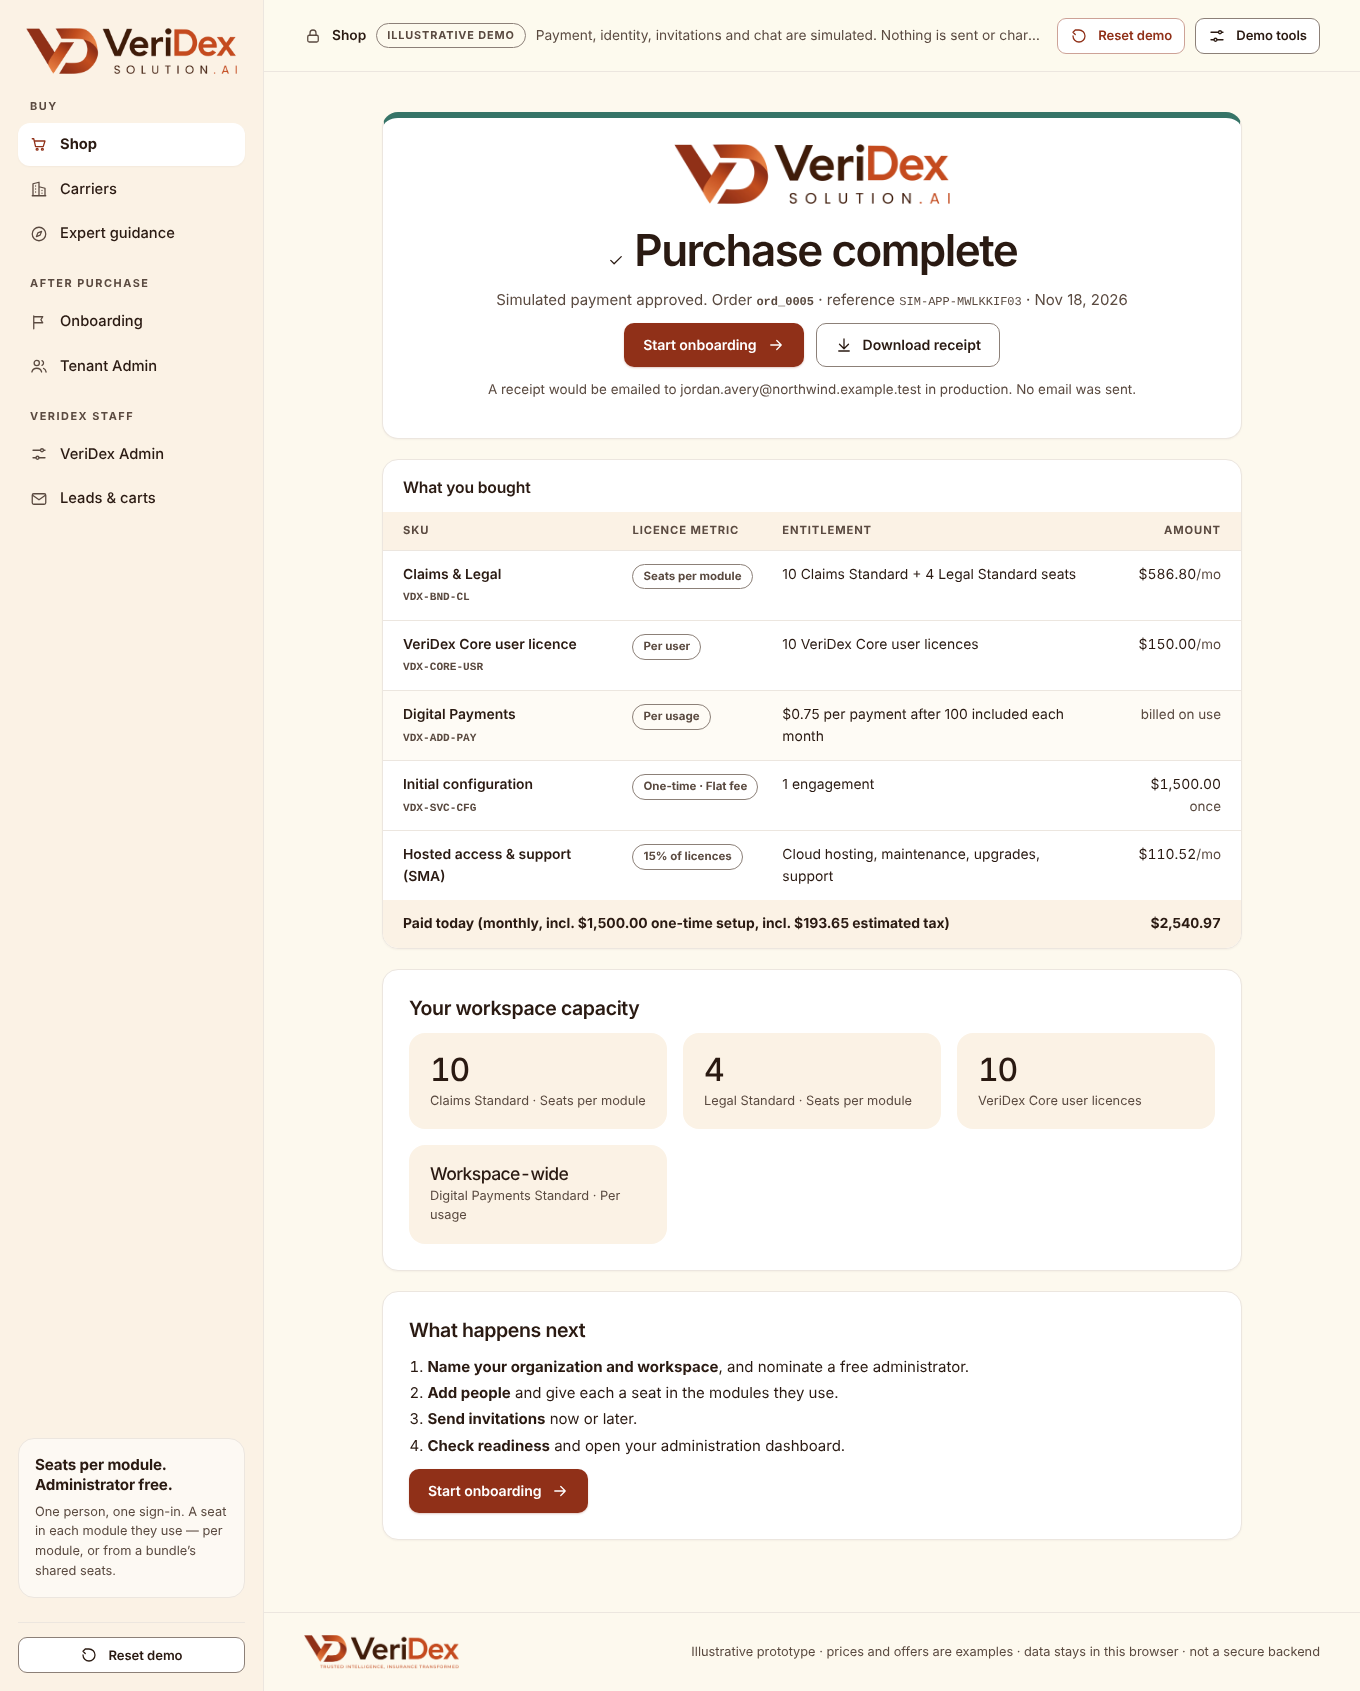 VeriDex
SOLUTION.AI
BUY
Shop
Carriers
Expert guidance
AFTER PURCHASE
Onboarding
Tenant Admin
VERIDEX STAFF
VeriDex Admin
Leads & carts
Seats per module.
Administrator free.
One person, one sign-in. A seat
in each module they use — per
module, or from a bundle's
shared seats.
Reset demo
Shop ILLUSTRATIVE DEMO Payment, identity, invitations and chat are simulated. Nothing is sent or char... Reset demo Demo tools
VeriDex
SOLUTION.AI
Purchase complete
Simulated payment approved. Order ord_0005 · reference SIM-APP-MWLKKIF03 · Nov 18, 2026
Start onboarding Download receipt
A receipt would be emailed to jordan.avery@northwind.example.test in production. No email was sent.
What you bought
SKU LICENCE METRIC ENTITLEMENT AMOUNT
Claims & Legal Seats per module 10 Claims Standard + 4 Legal Standard seats $586.80/mo
VDX-BND-CL
VeriDex Core user licence Per user 10 VeriDex Core user licences $150.00/mo
VDX-CORE-USR
Digital Payments Per usage $0.75 per payment after 100 included each billed on use
VDX-ADD-PAY month
Initial configuration One-time · Flat fee 1 engagement $1,500.00
VDX-SVC-CFG once
Hosted access & support 15% of licences Cloud hosting, maintenance, upgrades, $110.52/mo
(SMA) support
Paid today (monthly, incl. $1,500.00 one-time setup, incl. $193.65 estimated tax) $2,540.97
Your workspace capacity
10 4 10
Claims Standard · Seats per module Legal Standard · Seats per module VeriDex Core user licences
Workspace-wide
Digital Payments Standard · Per
usage
What happens next
1. Name your organization and workspace, and nominate a free administrator.
2. Add people and give each a seat in the modules they use.
3. Send invitations now or later.
4. Check readiness and open your administration dashboard.
Start onboarding
VeriDex
TRUSTED INTELLIGENCE, INSURANCE TRANSFORMED
Illustrative prototype · prices and offers are examples · data stays in this browser · not a secure backend